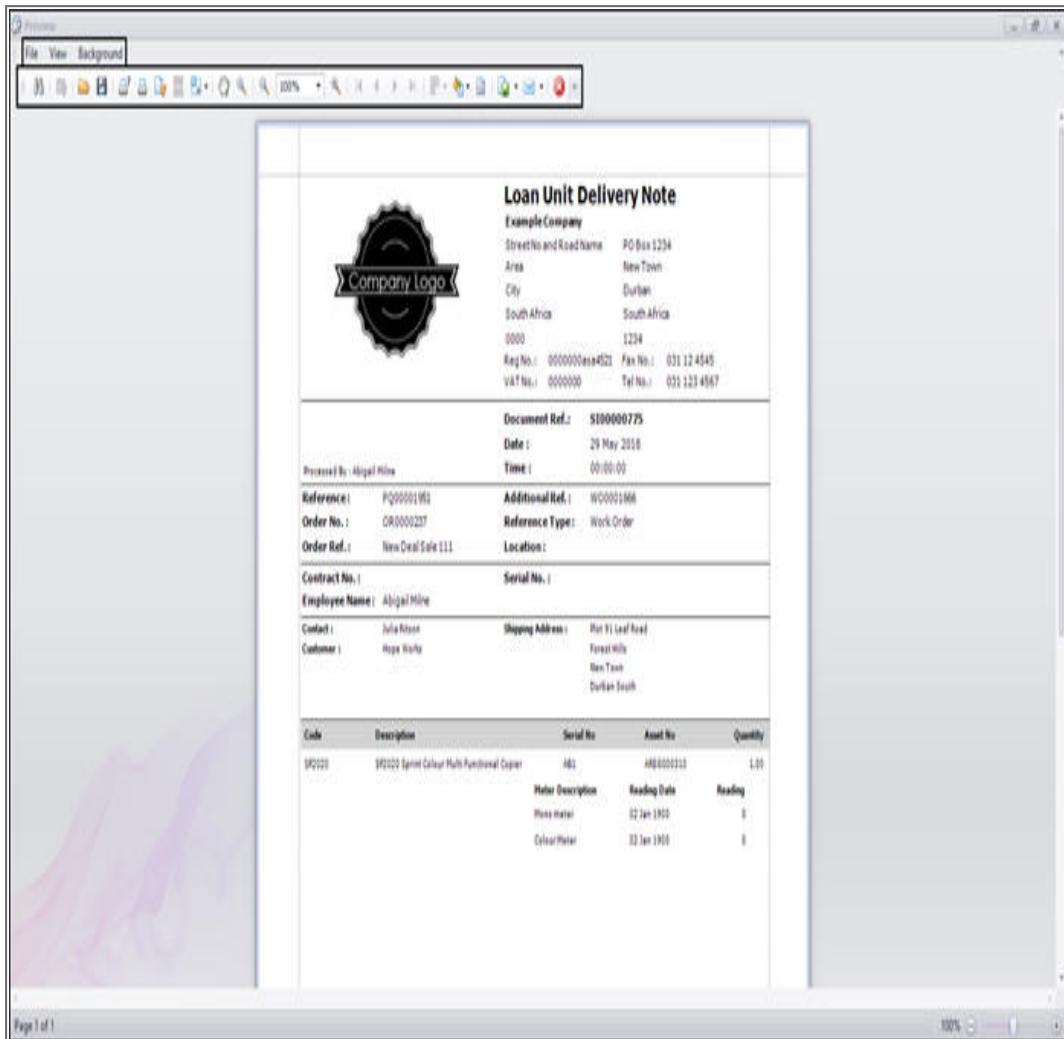 Preview
File View Background
100%
Company Logo
Loan Unit Delivery Note
Example Company
Street No and Road Name PO Box 1234
Area New Town
City Durban
South Africa South Africa
0000 1234
Reg No.: Fax No.: 031 12 4545
VAT No.: 0000000 Tel No.: 031 123 4567
Document Ref.: SI00000775
Date : 29 May 2018
Processed By : Abigail Milne Time : 00:00:00
Reference : PQ00001951 Additional Ref. :
Order No. : OR0000237 Reference Type : Work Order
Order Ref. : New Deal Sale 111 Location :
Contract No. : Serial No. :
Employee Name : Abigail Milne
Contact : Julia Shipping Address : Plot 91 Leaf Road
Customer : Hope Works Forest Hills
New Town
Durban South
Code Description Serial No Asset No Quantity
SP2020 SP2020 Sprint Colour Multi Functional Copier AB1 1.00
Meter Description Reading Date Reading
Mono meter 02 Jan 1900 0
Colour Meter 02 Jan 1900 0
Page 1 of 1
100%